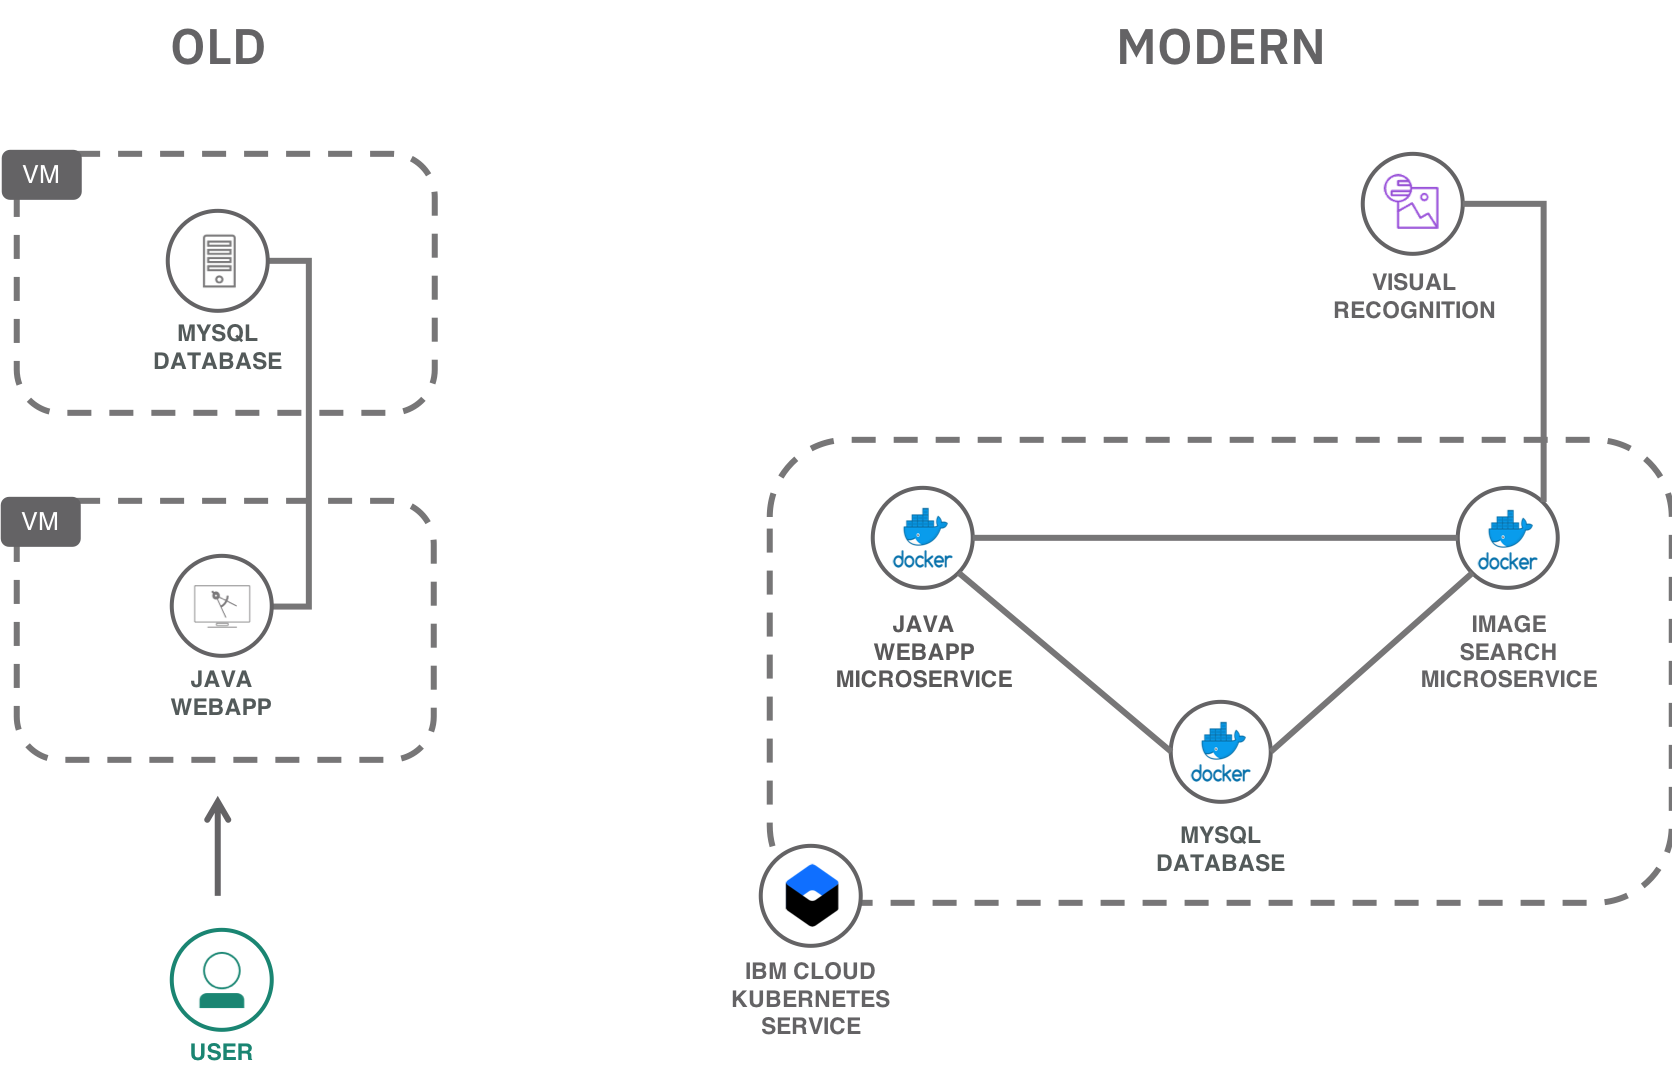 OLD
VM
MYSQL
DATABASE
VM
JAVA
WEBAPP
USER
MODERN
VISUAL
RECOGNITION
docker
JAVA
WEBAPP
MICROSERVICE
docker
IMAGE
SEARCH
MICROSERVICE
docker
MYSQL
DATABASE
IBM CLOUD
KUBERNETES
SERVICE